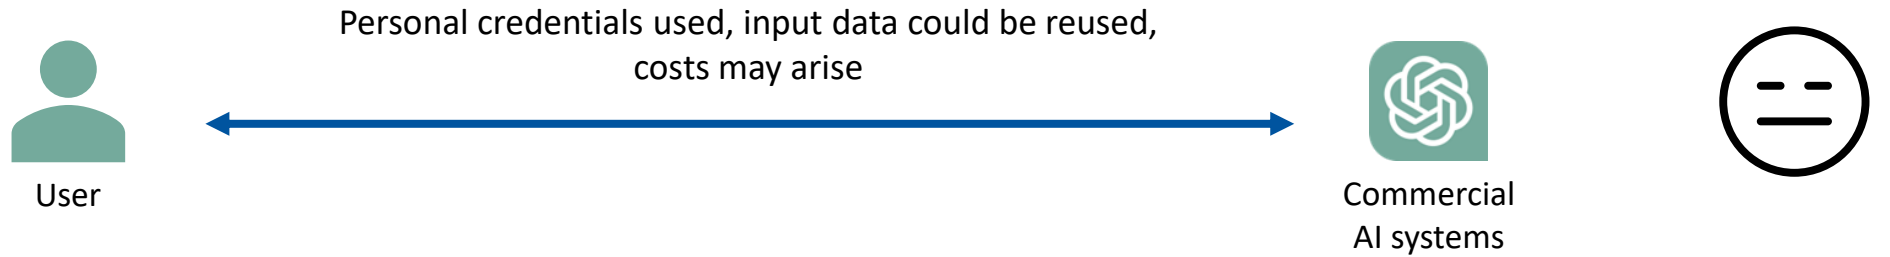 Personal credentials used, input data could be reused,
costs may arise
User
Commercial
AI systems